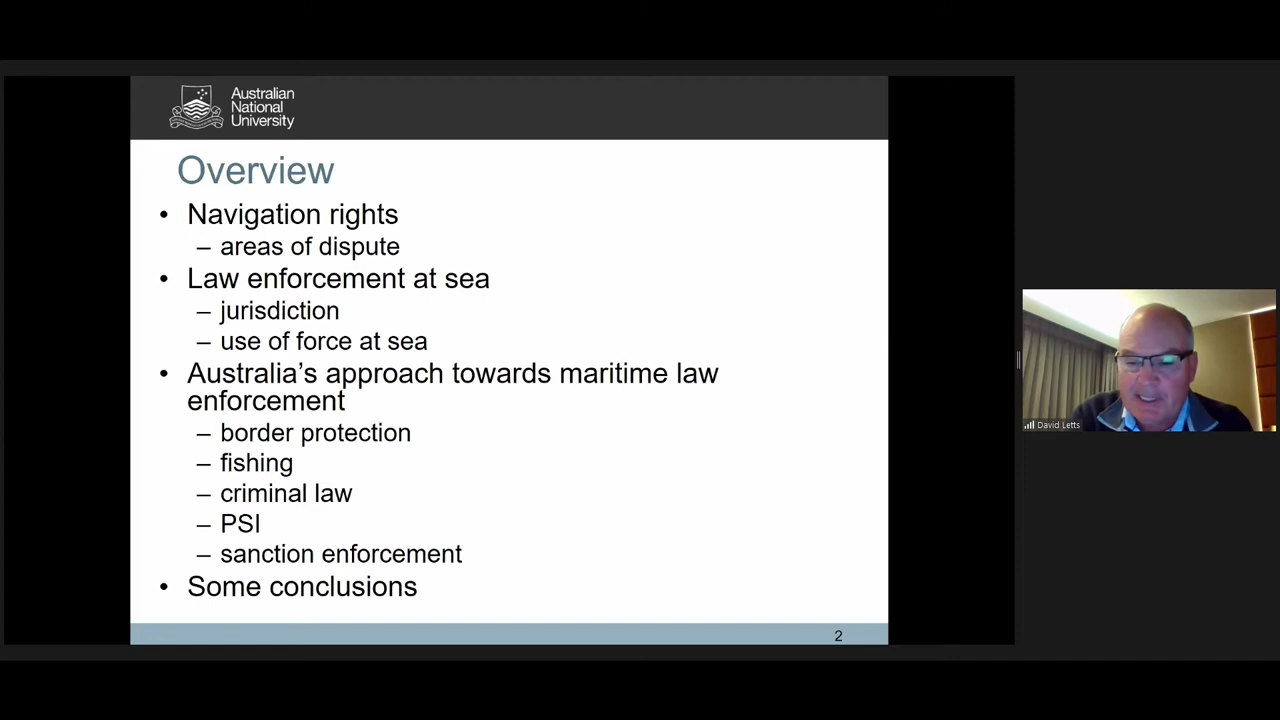 Australian
National
University
Overview
• Navigation rights
– areas of dispute
• Law enforcement at sea
– jurisdiction
– use of force at sea
• Australia's approach towards maritime law
enforcement
– border protection
– fishing
– criminal law
– PSI
– sanction enforcement
• Some conclusions
2
David Letts